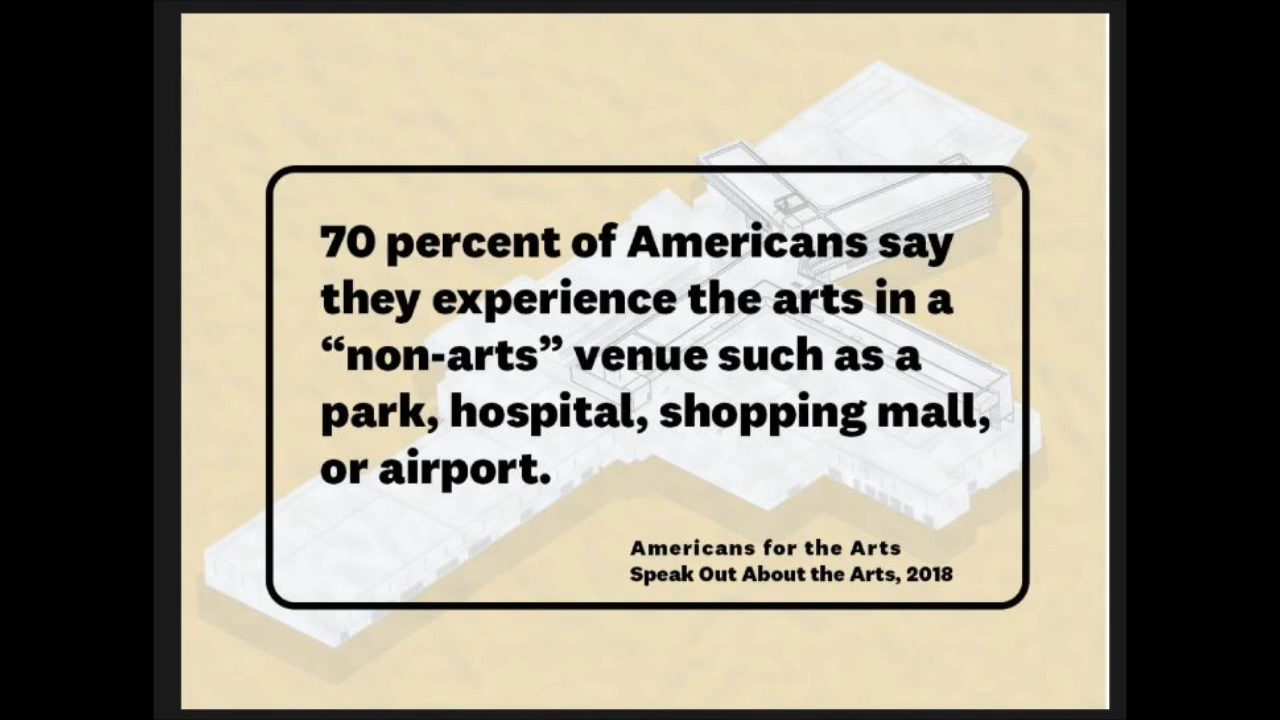 70 percent of Americans say
they experience the arts in a
“non-arts” venue such as a
park, hospital, shopping mall,
or airport.
Americans for the Arts
Speak Out About the Arts, 2018